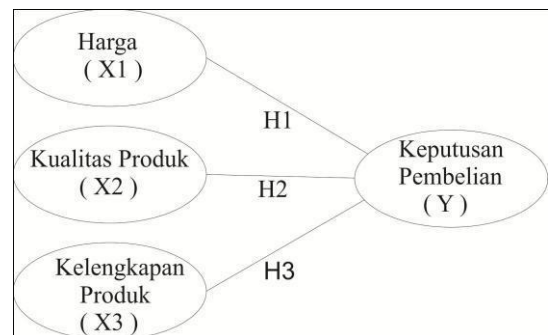 Harga
( X1 )
H1
Kualitas Produk
( X2 )
H2
Keputusan
Pembelian
( Y )
Kelengkapan
Produk
( X3 )
H3